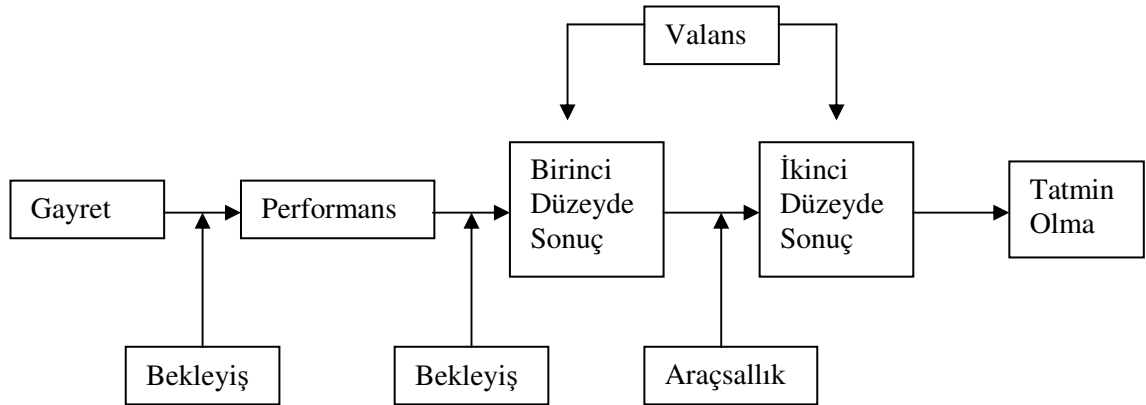 Valans
Gayret
Performans
Birinci
Düzeyde
Sonuç
İkinci
Düzeyde
Sonuç
Tatmin
Olma
Bekleyiş
Bekleyiş
Araçsallık